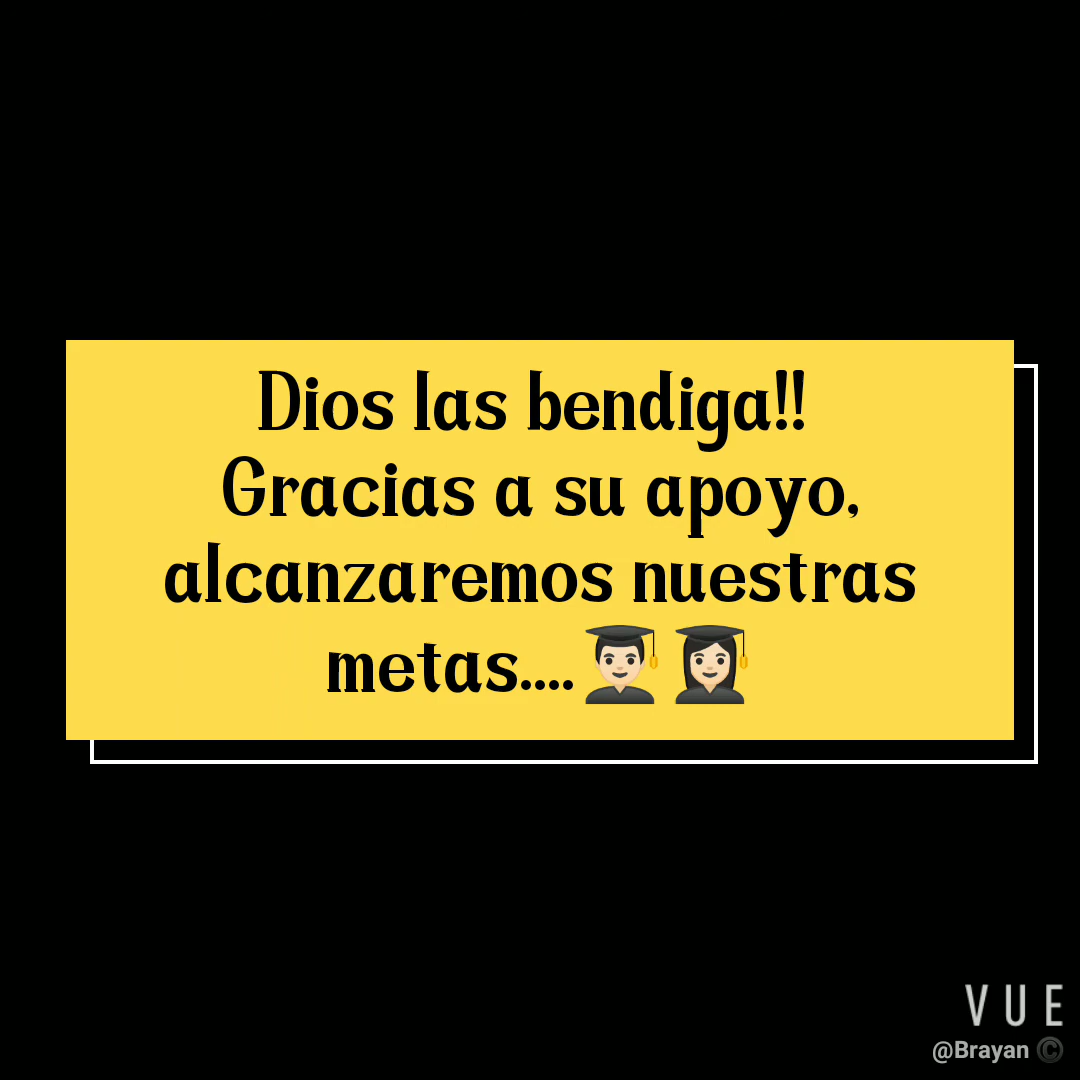 Dios las bendiga!!
Gracias a su apoyo,
alcanzaremos nuestras
metas....👨🏻‍🎓👩🏻‍🎓
VUE
@Brayan ©